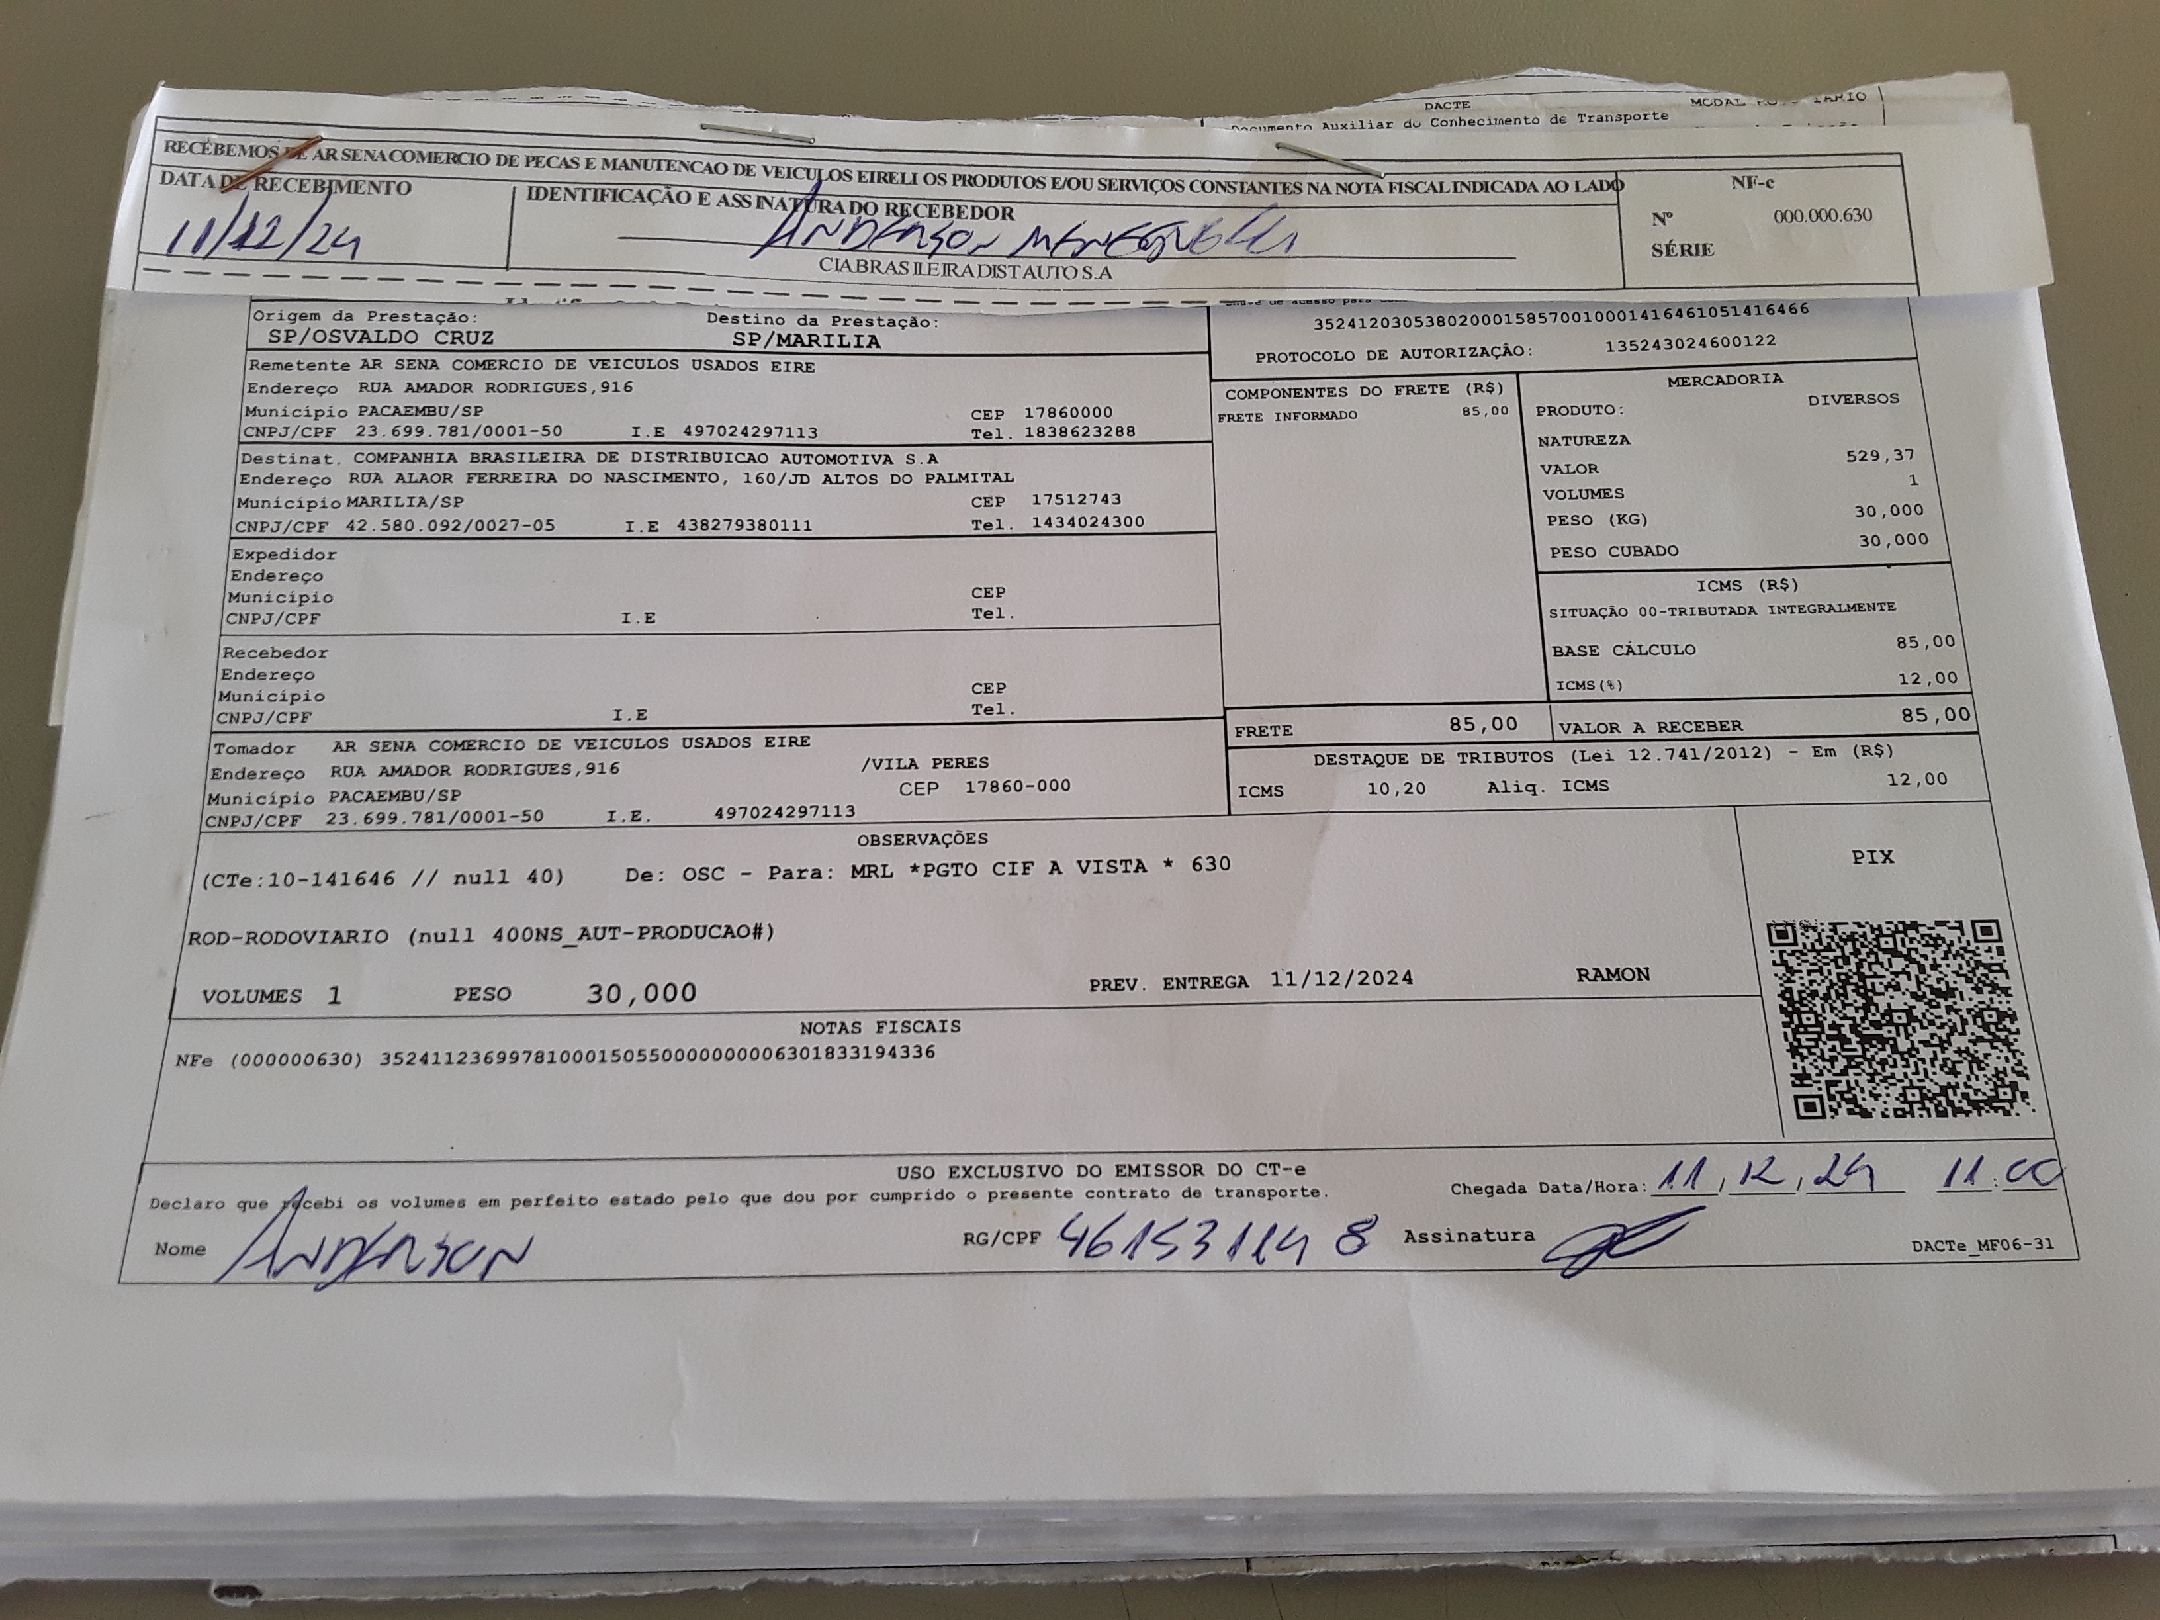 DACTE
MODAL
Documento Auxiliar do Conhecimento de Transporte
RECEBEMOS DE AR SENA COMERCIO DE PECAS E MANUTENCAO DE VEICULOS EIRELI OS PRODUTOS E/OU SERVIÇOS CONSTANTES NA NOTA FISCAL INDICADA AO LADO
NF-e
DATA DE RECEBIMENTO
IDENTIFICAÇÃO E ASSINATURA DO RECEBEDOR
Nº 000.000.630
11/12/24
ANDERSON
SÉRIE
CIA BRASILEIRA DIST AUTO S.A
Origem da Prestação: Destino da Prestação:
SP/OSVALDO CRUZ SP/MARILIA
35241203053802000158570010001416461051416466
PROTOCOLO DE AUTORIZAÇÃO: 135243024600122
Remetente AR SENA COMERCIO DE VEICULOS USADOS EIRE
Endereço RUA AMADOR RODRIGUES,916
Município PACAEMBU/SP CEP 17860000
CNPJ/CPF 23.699.781/0001-50 I.E 497024297113 Tel. 1838623288
Destinat. COMPANHIA BRASILEIRA DE DISTRIBUICAO AUTOMOTIVA S.A
Endereço RUA ALAOR FERREIRA DO NASCIMENTO, 160/JD ALTOS DO PALMITAL
Município MARILIA/SP CEP 17512743
CNPJ/CPF 42.580.092/0027-05 I.E 438279380111 Tel. 1434024300
Expedidor
Endereço
Município CEP
CNPJ/CPF I.E Tel.
Recebedor
Endereço
Município CEP
CNPJ/CPF I.E Tel.
Tomador AR SENA COMERCIO DE VEICULOS USADOS EIRE
Endereço RUA AMADOR RODRIGUES,916 /VILA PERES
Município PACAEMBU/SP CEP 17860-000
CNPJ/CPF 23.699.781/0001-50 I.E. 497024297113
COMPONENTES DO FRETE (R$)
FRETE INFORMADO 85,00
MERCADORIA
PRODUTO: DIVERSOS
NATUREZA
VALOR 529,37
VOLUMES 1
PESO (KG) 30,000
PESO CUBADO 30,000
ICMS (R$)
SITUAÇÃO 00-TRIBUTADA INTEGRALMENTE
BASE CÁLCULO 85,00
ICMS(%) 12,00
FRETE 85,00 VALOR A RECEBER 85,00
DESTAQUE DE TRIBUTOS (Lei 12.741/2012) - Em (R$)
ICMS 10,20 Aliq. ICMS 12,00
OBSERVAÇÕES
(CTe:10-141646 // null 40) De: OSC - Para: MRL *PGTO CIF A VISTA * 630
PIX
ROD-RODOVIARIO (null 400NS_AUT-PRODUCAO#)
VOLUMES 1 PESO 30,000 PREV. ENTREGA 11/12/2024 RAMON
NOTAS FISCAIS
NFe (000000630) 35241123699781000150550000000006301833194336
USO EXCLUSIVO DO EMISSOR DO CT-e
Declaro que recebi os volumes em perfeito estado pelo que dou por cumprido o presente contrato de transporte.
Chegada Data/Hora: 11, 12, 24 11:00
Nome ANDERSON RG/CPF 461531148 Assinatura
DACTe_MF06-31